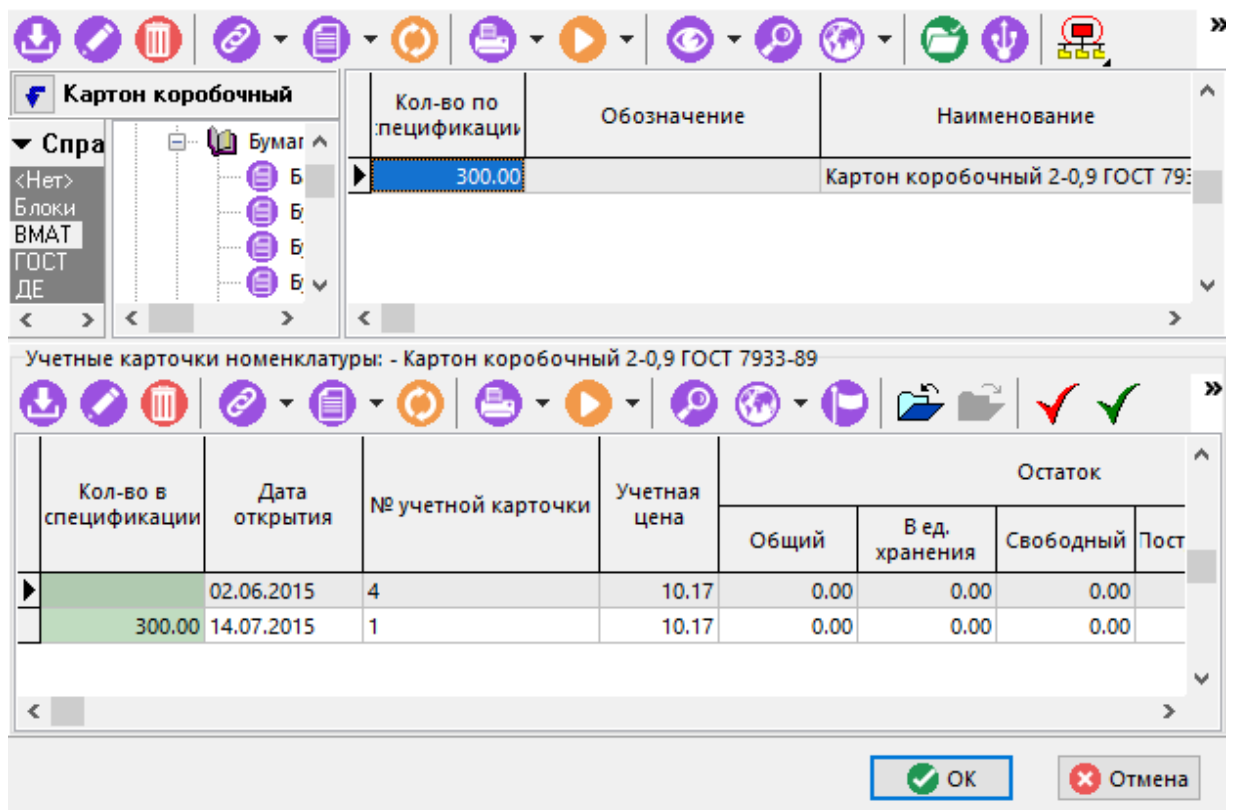 »
Картон коробочный
Спра
<Нет>
Блоки
ВМАТ
ГОСТ
ДЕ
Бумаг
Кол-во по
пецификации
Обозначение
Наименование
300.00
Картон коробочный 2-0,9 ГОСТ 793
Учетные карточки номенклатуры: - Картон коробочный 2-0,9 ГОСТ 7933-89
»
Кол-во в
спецификации
Дата
открытия
№ учетной карточки
Учетная
цена
Остаток
Общий
В ед.
хранения
Свободный
Пост
02.06.2015 4 10.17 0.00 0.00 0.00
300.00 14.07.2015 1 10.17 0.00 0.00 0.00
OK
Отмена